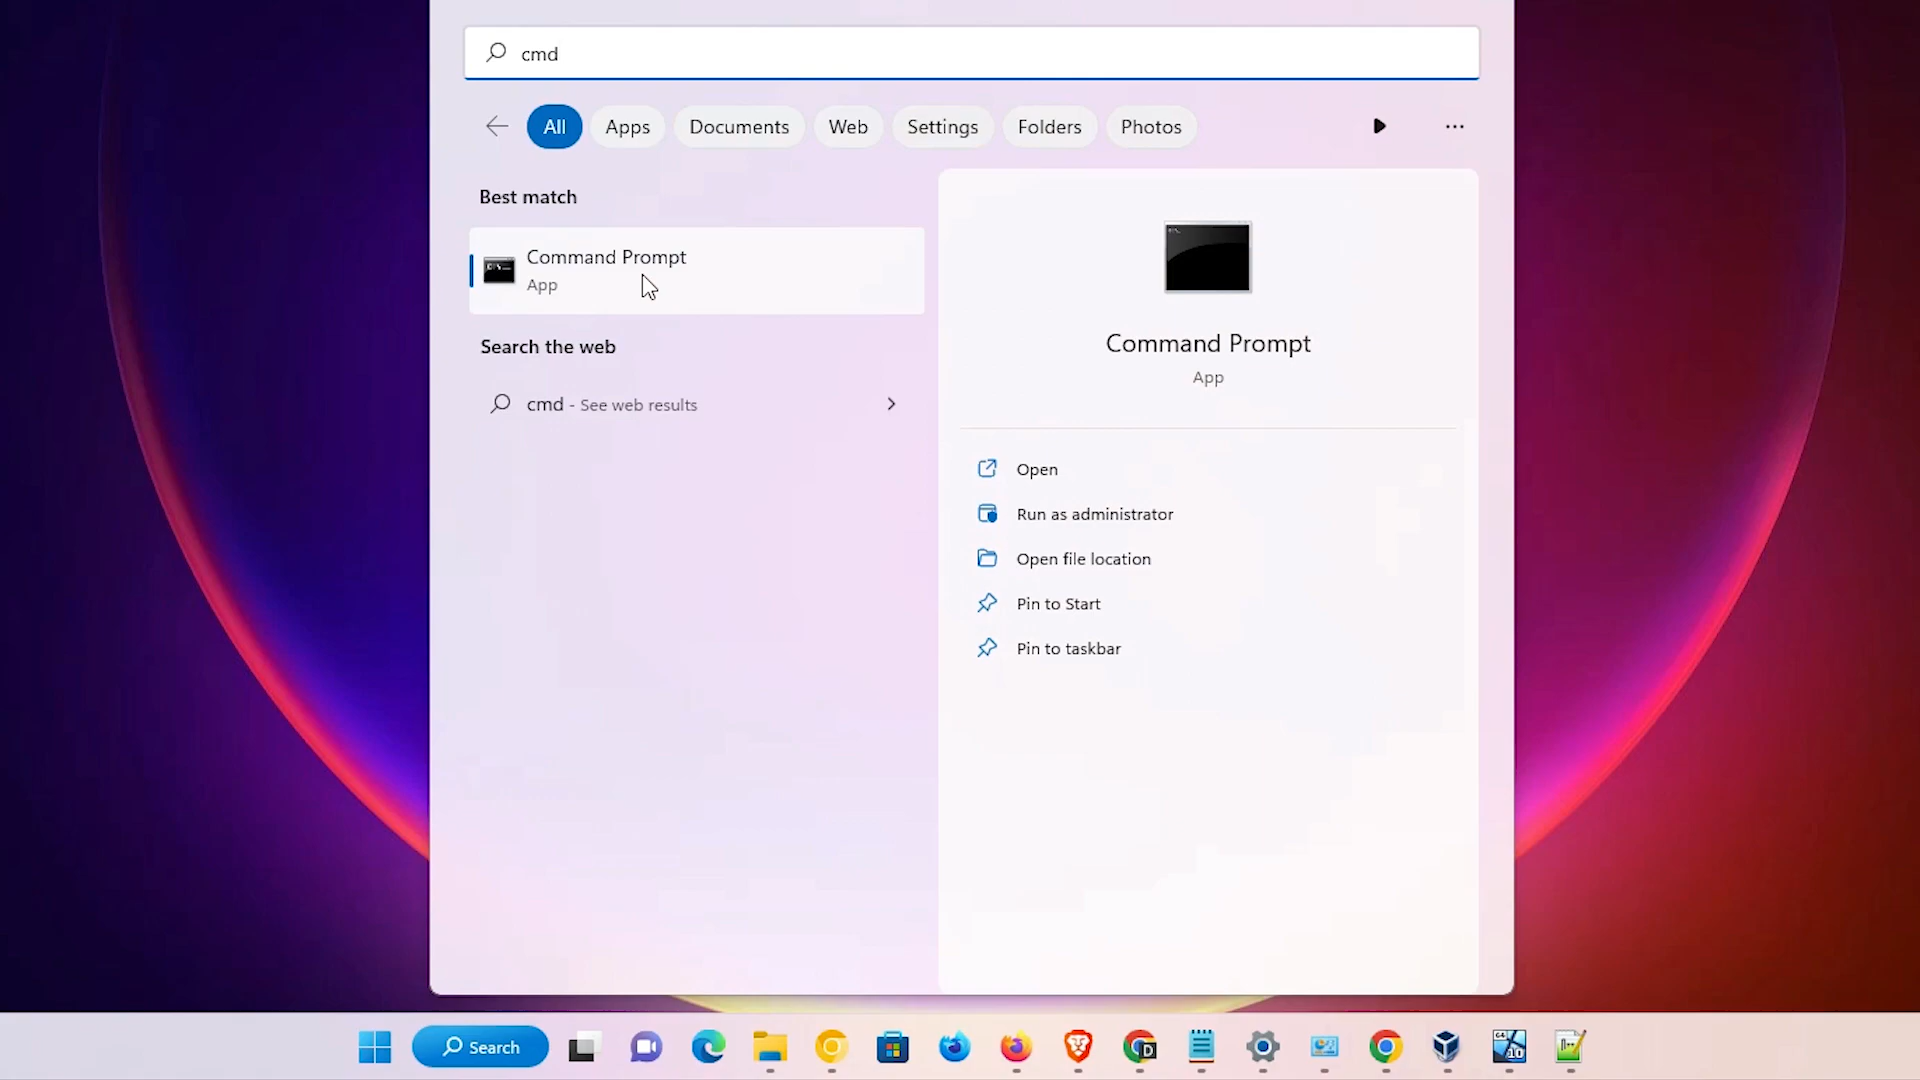 cmd
All
Apps
Documents
Web
Settings
Folders
Photos
Best match
Command Prompt
App
Search the web
cmd - See web results
Command Prompt
App
Open
Run as administrator
Open file location
Pin to Start
Pin to taskbar
Search
D
10